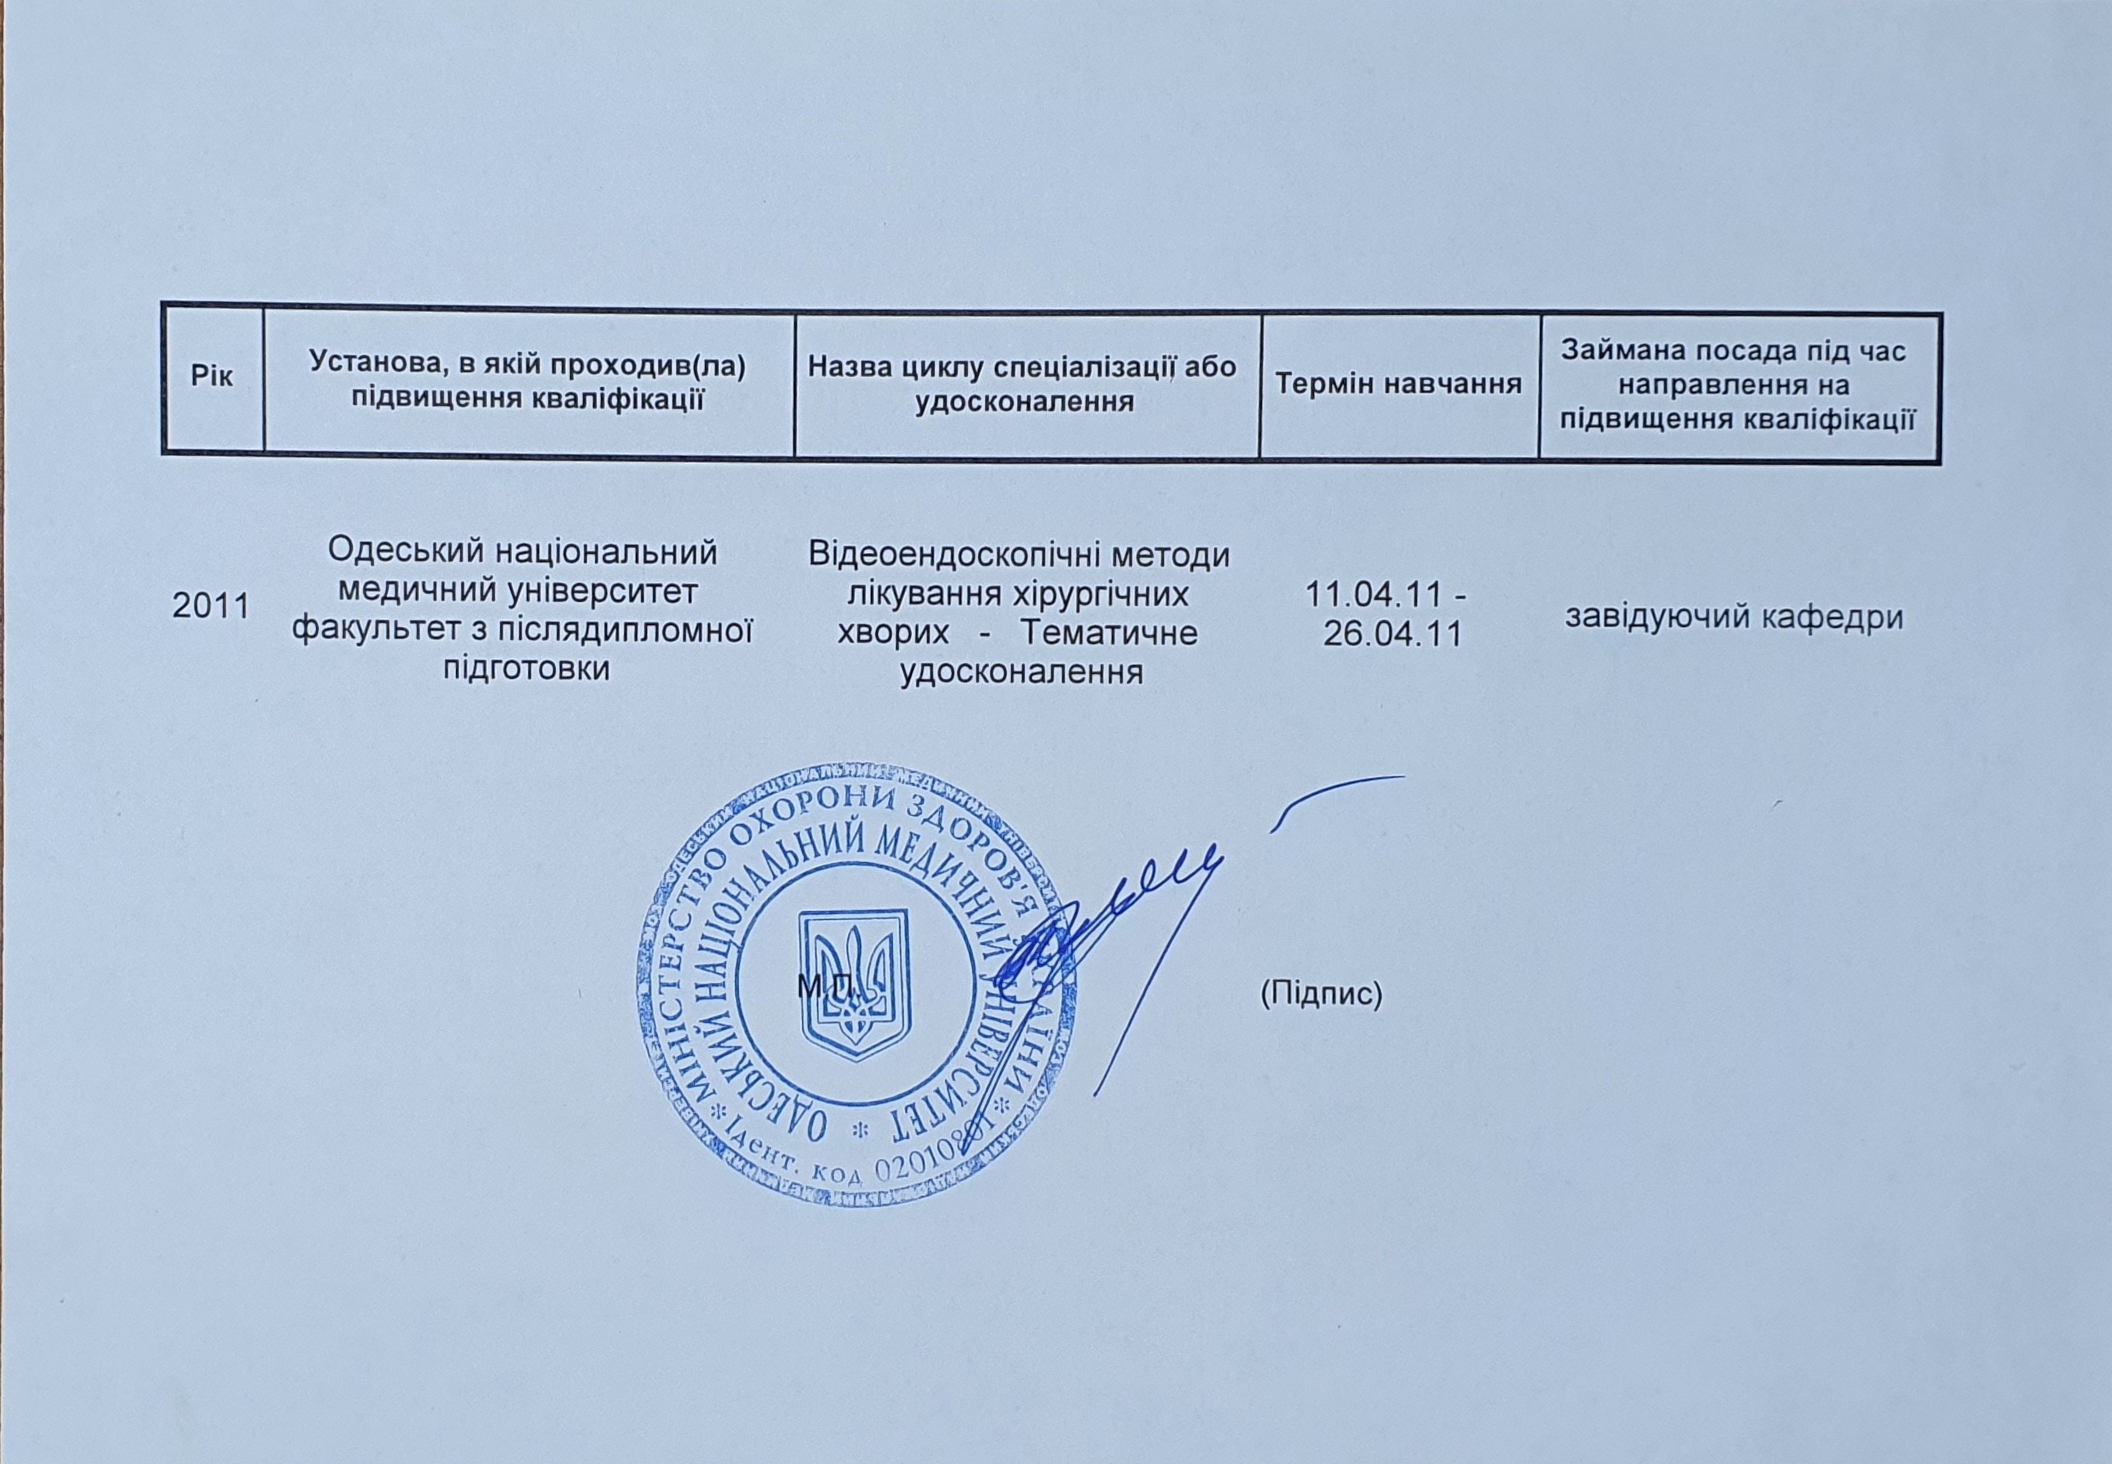 Рік
Установа, в якій проходив(ла)
підвищення кваліфікації
Назва циклу спеціалізації або
удосконалення
Термін навчання
Займана посада під час
направлення на
підвищення кваліфікації
2011
Одеський національний
медичний університет
факультет з післядипломної
підготовки
Відеоендоскопічні методи
лікування хірургічних
хворих - Тематичне
удосконалення
11.04.11 -
26.04.11
завідуючий кафедри
МІНІСТЕРСТВО ОХОРОНИ ЗДОРОВ'Я УКРАЇНИ
ОДЕСЬКИЙ НАЦІОНАЛЬНИЙ МЕДИЧНИЙ УНІВЕРСИТЕТ
* Ідент. код 02010801 *
М.П.
(Підпис)